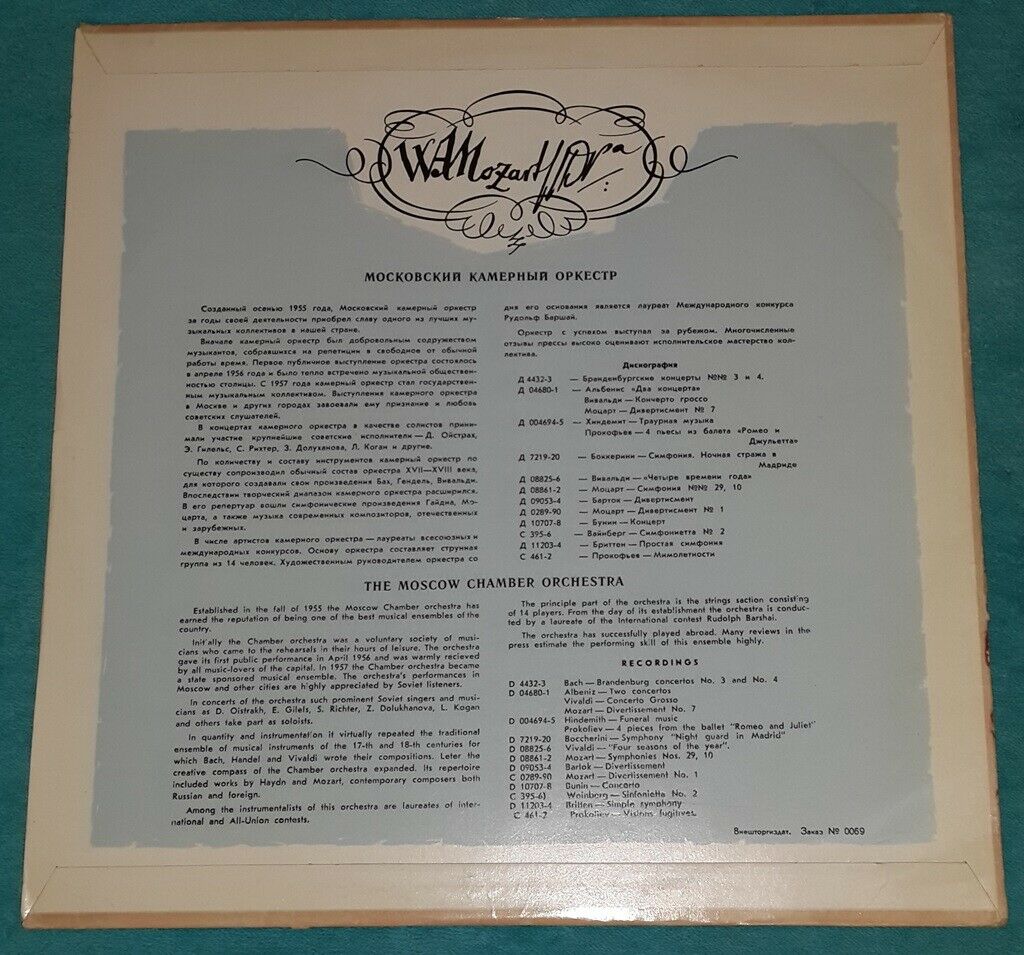 W.A.Mozart
МОСКОВСКИЙ КАМЕРНЫЙ ОРКЕСТР
Созданный осенью 1955 года, Московский камерный оркестр
за годы своей деятельности приобрел славу одного из лучших му-
зыкальных коллективов в нашей стране.
Вначале камерный оркестр был добровольным содружеством
музыкантов, собравшихся на репетиции в свободное от обычной
работы время. Первое публичное выступление оркестра состоялось
в апреле 1956 года и было тепло встречено музыкальной обществен-
ностью столицы. С 1957 года камерный оркестр стал государствен-
ным музыкальным коллективом. Выступления камерного оркестра
в Москве и других городах завоевали ему признание и любовь
советских слушателей.
В концертах камерного оркестра в качестве солистов прини-
мали участие крупнейшие советские исполнители — Д. Ойстрах,
Э. Гилельс, С. Рихтер, З. Долуханова, Л. Коган и другие.
По количеству и составу инструментов камерный оркестр по
существу сопроизводил обычный состав оркестра XVII—XVIII века,
для которого создавали свои произведения Бах, Гендель, Вивальди.
Впоследствии творческий диапазон камерного оркестра расширился.
В его репертуар вошли симфонические произведения Гайдна, Мо-
царта, а также музыка современных композиторов, отечественных
и зарубежных.
В числе артистов камерного оркестра — лауреаты всесоюзных и
международных конкурсов. Основу оркестра составляет струнная
группа из 14 человек. Художественным руководителем оркестра со
дня его основания является лауреат Международного конкурса
Рудольф Баршай.
Оркестр с успехом выступал за рубежом. Многочисленные
отзывы прессы высоко оценивают исполнительское мастерство кол-
лектива.
Дискография
Д 4432-3 — Бранденбургские концерты №№ 3 и 4.
Д 04680-1 — Альбенис «Два концерта»
Вивальди — Кончерто гроссо
Моцарт — Дивертисмент № 7
Д 004694-5 — Хиндемит — Траурная музыка
Прокофьев — 4 пьесы из балета «Ромео и
Джульетта»
Д 7219-20 — Боккерини — Симфония. Ночная стража в
Мадриде
Д 08825-6 — Вивальди — «Четыре времени года»
Д 08861-2 — Моцарт — Симфония №№ 29, 10
Д 09053-4 — Барток — Дивертисмент
Д 0289-90 — Моцарт — Дивертисмент № 1
Д 10707-8 — Бунин — Концерт
С 395-6 — Вайнберг — Симфониетта № 2
Д 11203-4 — Бриттен — Простая симфония
С 461-2 — Прокофьев — Мимолетности
THE MOSCOW CHAMBER ORCHESTRA
Established in the fall of 1955 the Moscow Chamber orchestra has
earned the reputation of being one of the best musical ensembles of the
country.
Initially the Chamber orchestra was a voluntary society of musi-
cians who came to the rehearsals in their hours of leisure. The orchestra
gave its first public performance in April 1956 and was warmly recieved
by all music-lovers of the capital. In 1957 the Chamber orchestra became
a state sponsored musical ensemble. The orchestra's performances in
Moscow and other cities are highly appreciated by Soviet listeners.
In concerts of the orchestra such prominent Soviet singers and musi-
cians as D. Oistrakh, E. Gilels, S. Richter, Z. Dolukhanova, L. Kogan
and others take part as soloists.
In quantity and instrumentation it virtually repeated the traditional
ensemble of musical instruments of the 17-th and 18-th centuries for
which Bach, Handel and Vivaldi wrote their compositions. Leter the
creative compass of the Chamber orchestra expanded. Its repertoire
included works by Haydn and Mozart, contemporary composers both
Russian and foreign.
Among the instrumentalists of this orchestra are laureates of inter-
national and All-Union contests.
The principle part of the orchestra is the strings saction consisting
of 14 players. From the day of its establishment the orchestra is conduc-
ted by a laureate of the International contest Rudolph Barshai.
The orchestra has successfully played abroad. Many reviews in the
press estimate the performing skill of this ensemble highly.
RECORDINGS
D 4432-3 Bach — Brandenburg concertos No. 3 and No. 4
D 04680-1 Albeniz — Two concertos
Vivaldi — Concerto Grosso
Mozart — Divertissement No. 7
D 004694-5 Hindemith — Funeral music
Prokofiev — 4 pieces from the ballet "Romeo and Juliet"
D 7219-20 Boccherini — Symphony "Night guard in Madrid"
D 08825-6 Vivaldi — "Four seasons of the year".
D 08861-2 Mozart — Symphonies Nos. 29, 10
D 09053-4 Bartok — Divertissement
C 0289-90 Mozart — Divertissement No. 1
D 10707-8 Bunin — Concerto
C 395-6) Weinberg — Sinfonietta No. 2
D 11203-4 Britten — Simple symphony
C 461-2 Prokofiev — Visions fugitives
Внешторгиздат. Заказ № 0069